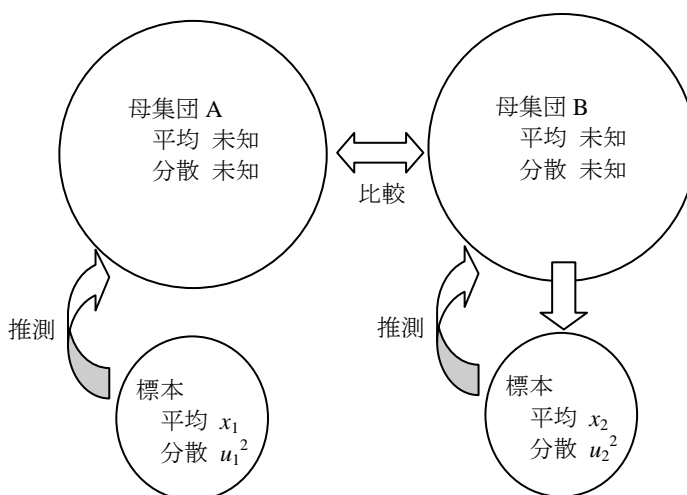 母集団 A
平均 未知
分散 未知
比較
母集団 B
平均 未知
分散 未知
推測
標本
平均 x₁
分散 u₁²
推測
標本
平均 x₂
分散 u₂²